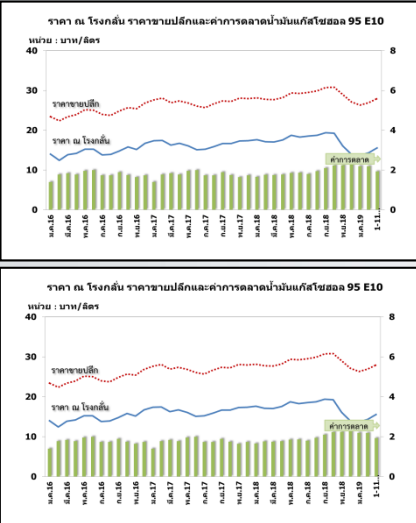 ราคา ณ โรงกลั่น ราคาขายปลีกและค่าการตลาดน้ำมันแก๊สโซฮอล 95 E10
หน่วย : บาท/ลิตร
40 8
ราคาขายปลีก
30 6
ราคา ณ โรงกลั่น
20 4
ค่าการตลาด
10 2
0 0
ม.ค.16 มี.ค.16 พ.ค.16 ก.ค.16 ก.ย.16 พ.ย.16 ม.ค.17 มี.ค.17 พ.ค.17 ก.ค.17 ก.ย.17 พ.ย.17 ม.ค.18 มี.ค.18 พ.ค.18 ก.ค.18 ก.ย.18 พ.ย.18 ม.ค.19 1-11
ราคา ณ โรงกลั่น ราคาขายปลีกและค่าการตลาดน้ำมันแก๊สโซฮอล 95 E10
หน่วย : บาท/ลิตร
40 8
ราคาขายปลีก
30 6
ราคา ณ โรงกลั่น
20 4
ค่าการตลาด
10 2
0 0
ม.ค.16 มี.ค.16 พ.ค.16 ก.ค.16 ก.ย.16 พ.ย.16 ม.ค.17 มี.ค.17 พ.ค.17 ก.ค.17 ก.ย.17 พ.ย.17 ม.ค.18 มี.ค.18 พ.ค.18 ก.ค.18 ก.ย.18 พ.ย.18 ม.ค.19 1-11